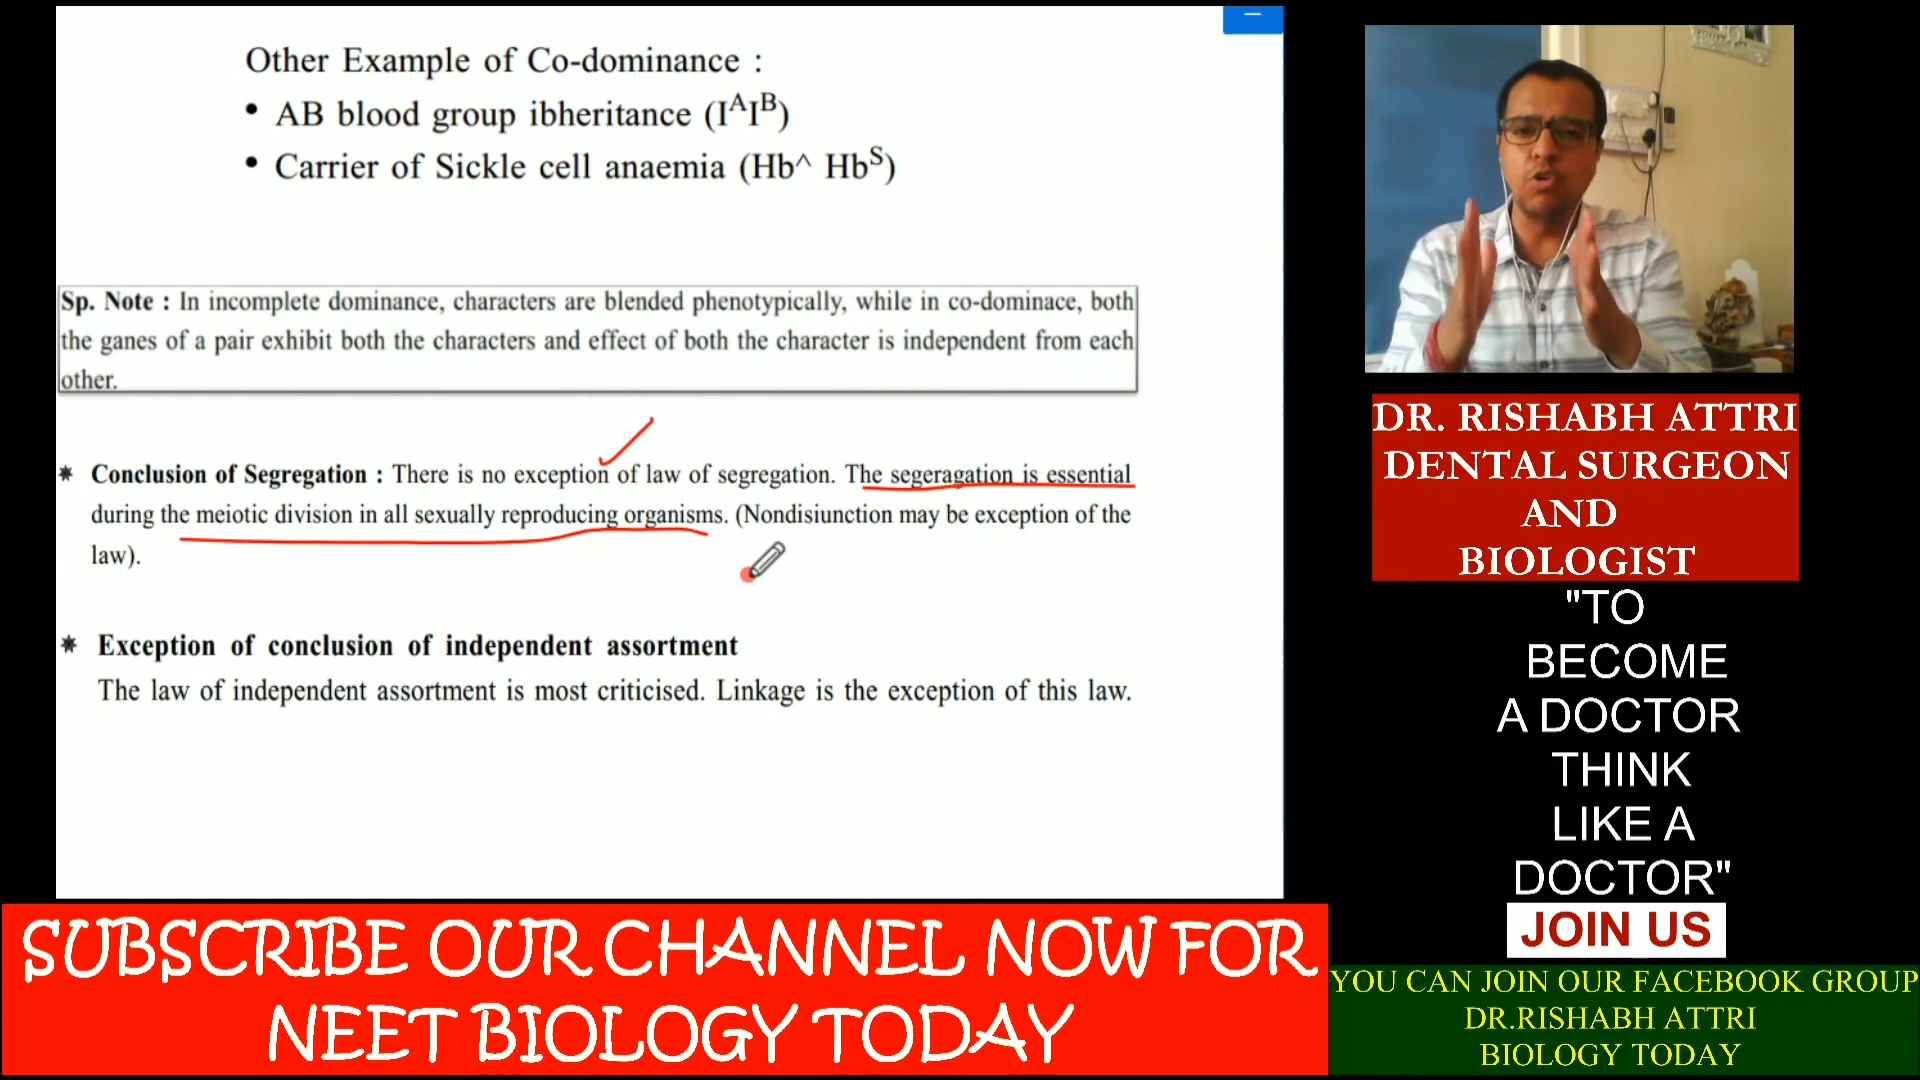 Other Example of Co-dominance :
• AB blood group ibheritance (I^A I^B)
• Carrier of Sickle cell anaemia (Hb^ Hb^S)
Sp. Note : In incomplete dominance, characters are blended phenotypically, while in co-dominace, both
the ganes of a pair exhibit both the characters and effect of both the character is independent from each
other.
* Conclusion of Segregation : There is no exception of law of segregation. The segeragation is essential
during the meiotic division in all sexually reproducing organisms. (Nondisiunction may be exception of the
law).
* Exception of conclusion of independent assortment
The law of independent assortment is most criticised. Linkage is the exception of this law.
DR. RISHABH ATTRI
DENTAL SURGEON
AND
BIOLOGIST
"TO
BECOME
A DOCTOR
THINK
LIKE A
DOCTOR"
JOIN US
SUBSCRIBE OUR CHANNEL NOW FOR
NEET BIOLOGY TODAY
YOU CAN JOIN OUR FACEBOOK GROUP
DR.RISHABH ATTRI
BIOLOGY TODAY